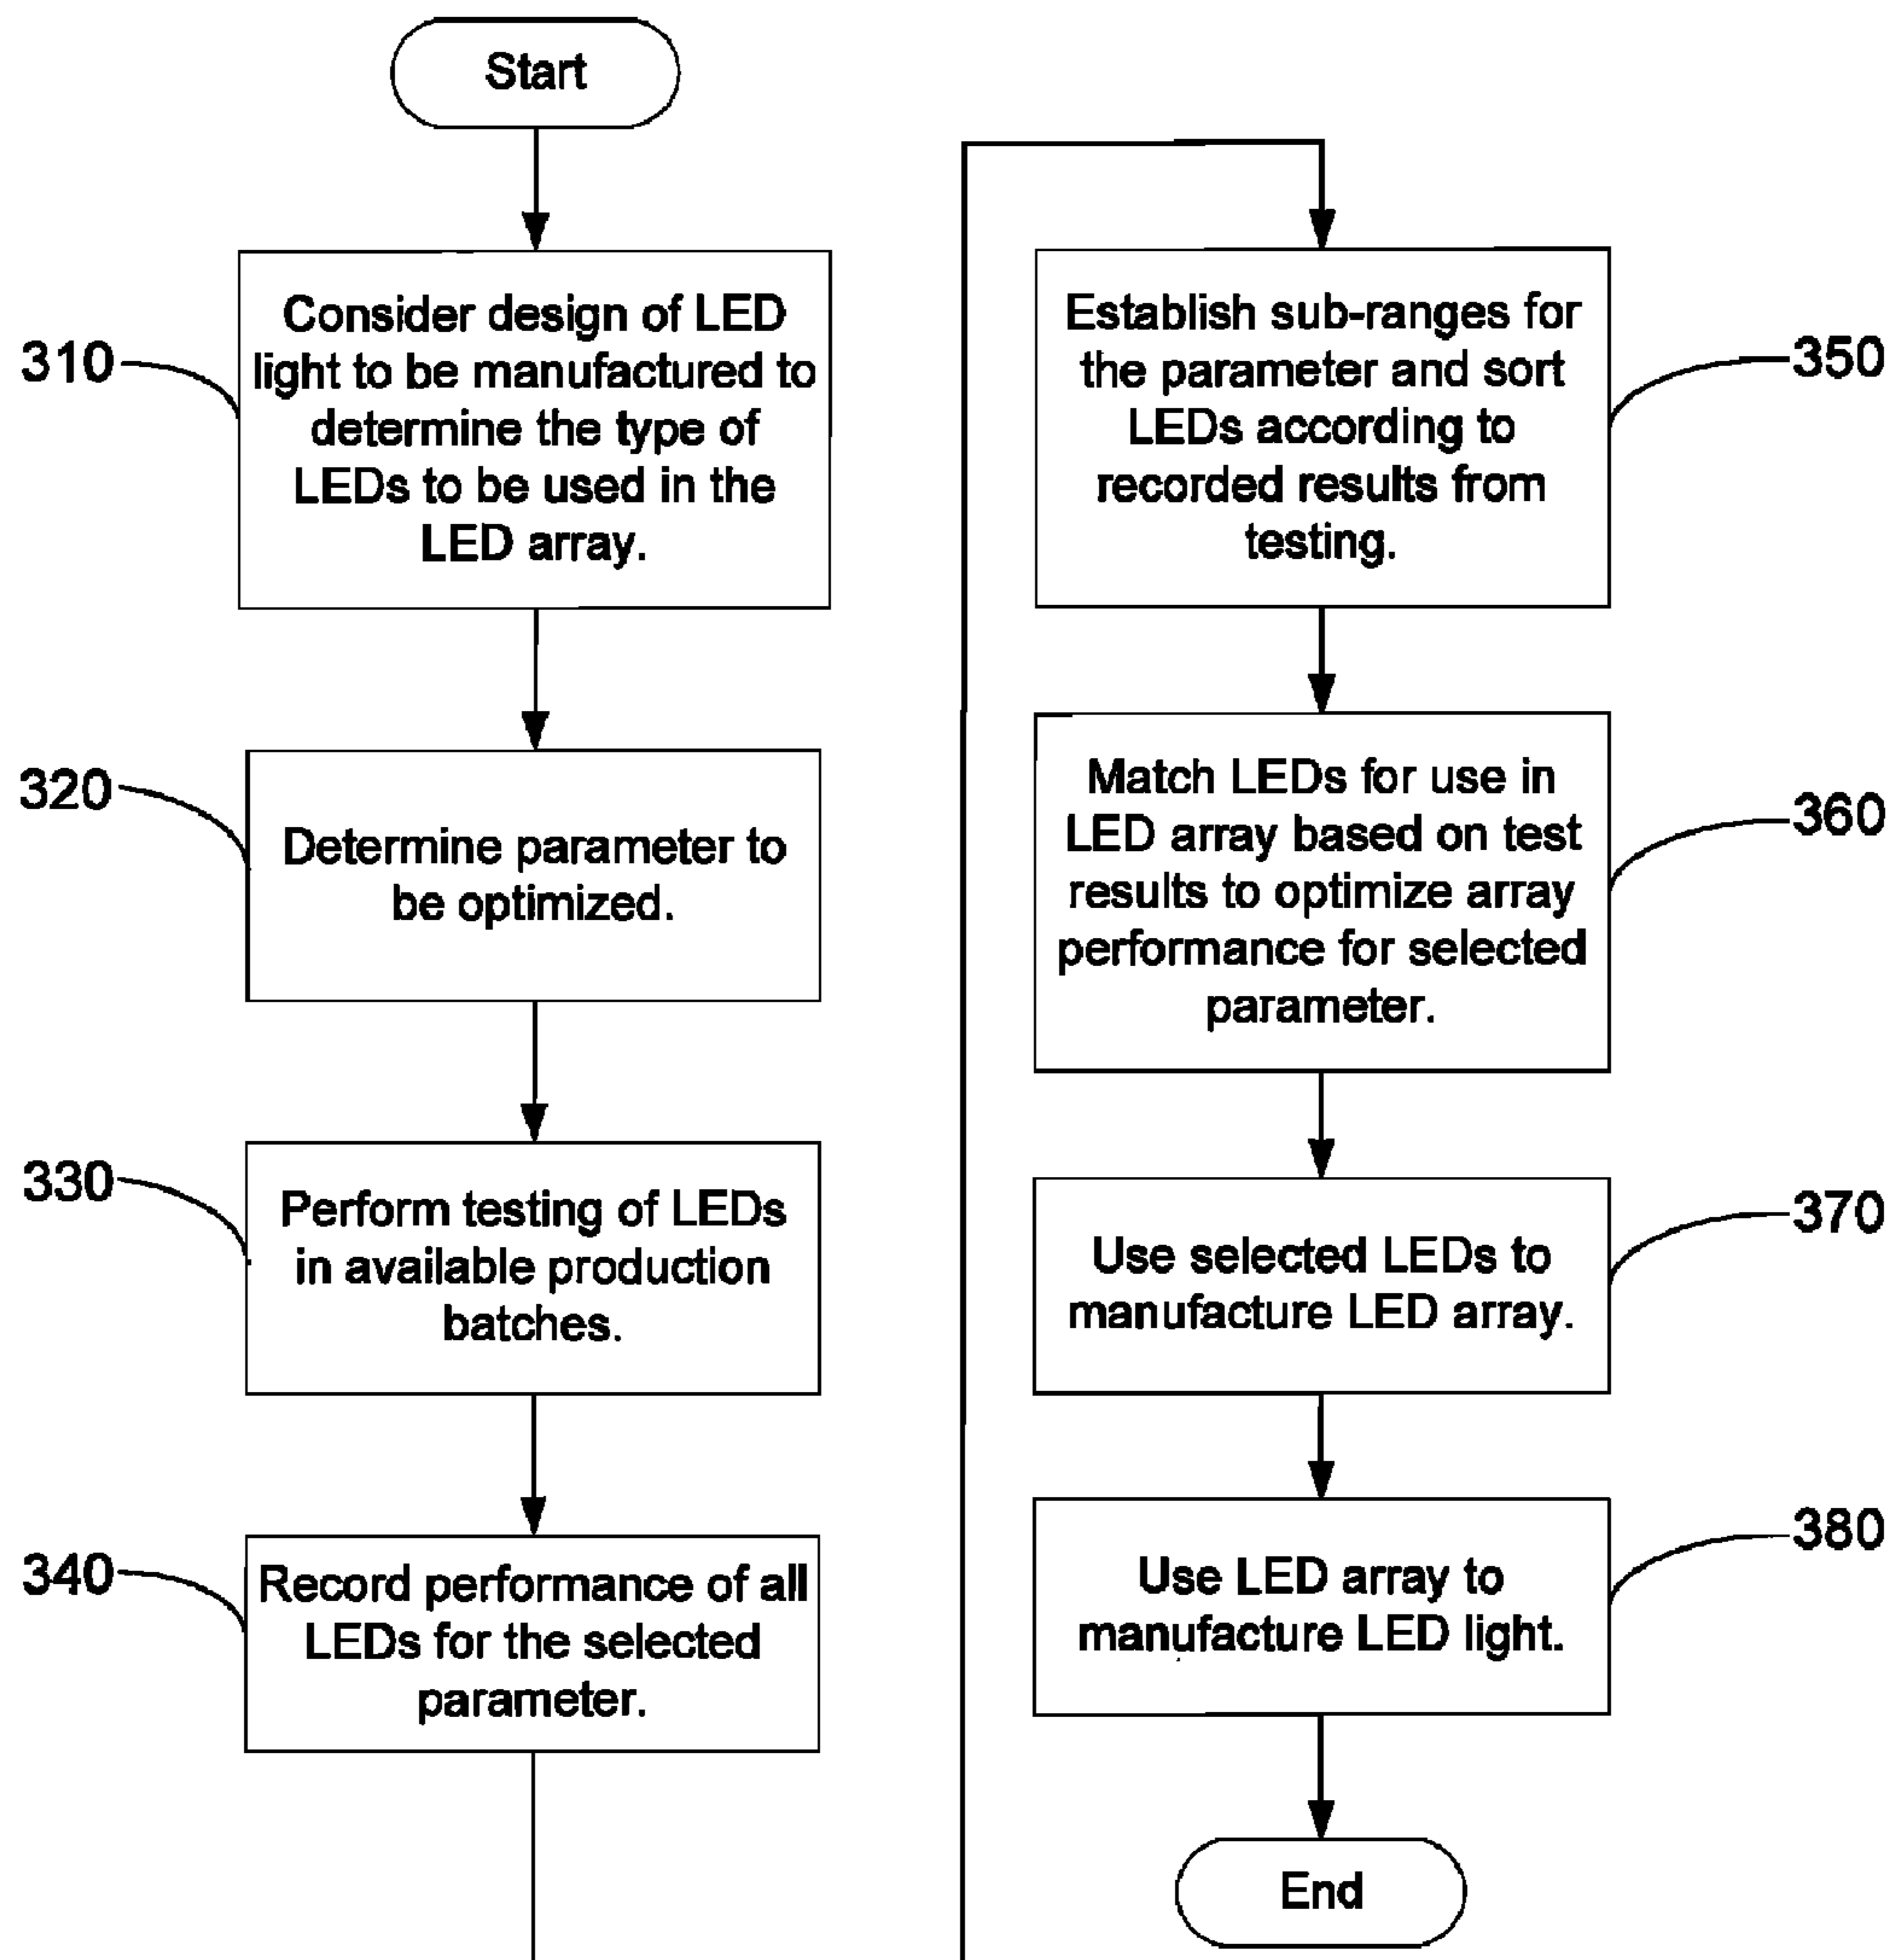 Start
310
Consider design of LED
light to be manufactured to
determine the type of
LEDs to be used in the
LED array.
320
Determine parameter to
be optimized.
330
Perform testing of LEDs
in available production
batches.
340
Record performance of all
LEDs for the selected
parameter.
Establish sub-ranges for
the parameter and sort
LEDs according to
recorded results from
testing.
350
Match LEDs for use in
LED array based on test
results to optimize array
performance for selected
parameter.
360
Use selected LEDs to
manufacture LED array.
370
Use LED array to
manufacture LED light.
380
End